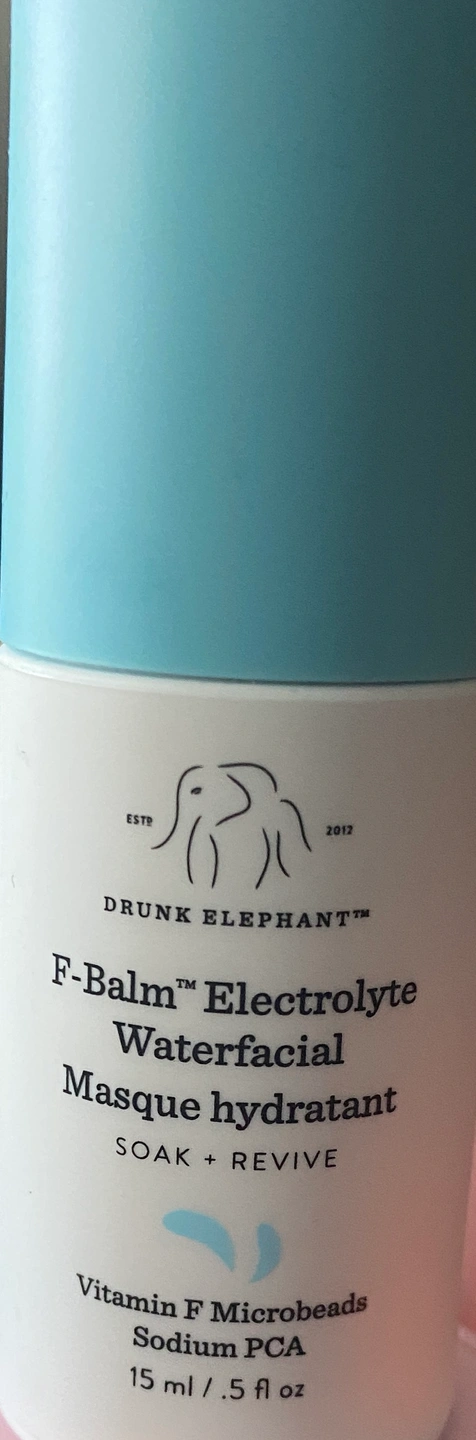 ESTD 2012
DRUNK ELEPHANT™
F-Balm™ Electrolyte
Waterfacial
Masque hydratant
SOAK + REVIVE
Vitamin F Microbeads
Sodium PCA
15 ml / .5 fl oz